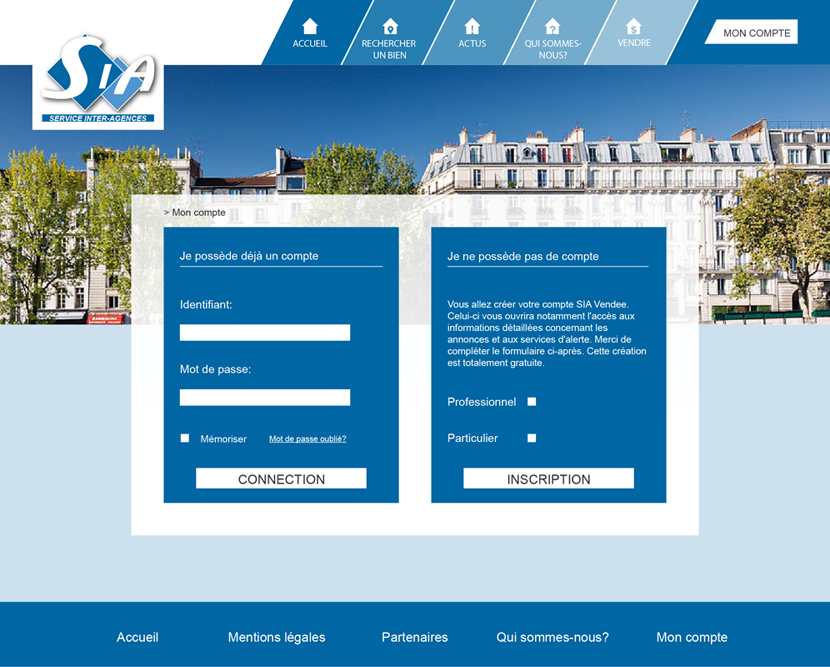 ACCUEIL
RECHERCHER
UN BIEN
ACTUS
QUI SOMMES-
NOUS?
VENDRE
MON COMPTE
SIA
SERVICE INTER-AGENCES
> Mon compte
Je possède déjà un compte
Identifiant:
Mot de passe:
Mémoriser
Mot de passe oublié?
CONNECTION
Je ne possède pas de compte
Vous allez créer votre compte SIA Vendee.
Celui-ci vous ouvrira notamment l'accès aux
informations détaillées concernant les
annonces et aux services d'alerte. Merci de
compléter le formulaire ci-après. Cette création
est totalement gratuite.
Professionnel
Particulier
INSCRIPTION
Accueil
Mentions légales
Partenaires
Qui sommes-nous?
Mon compte